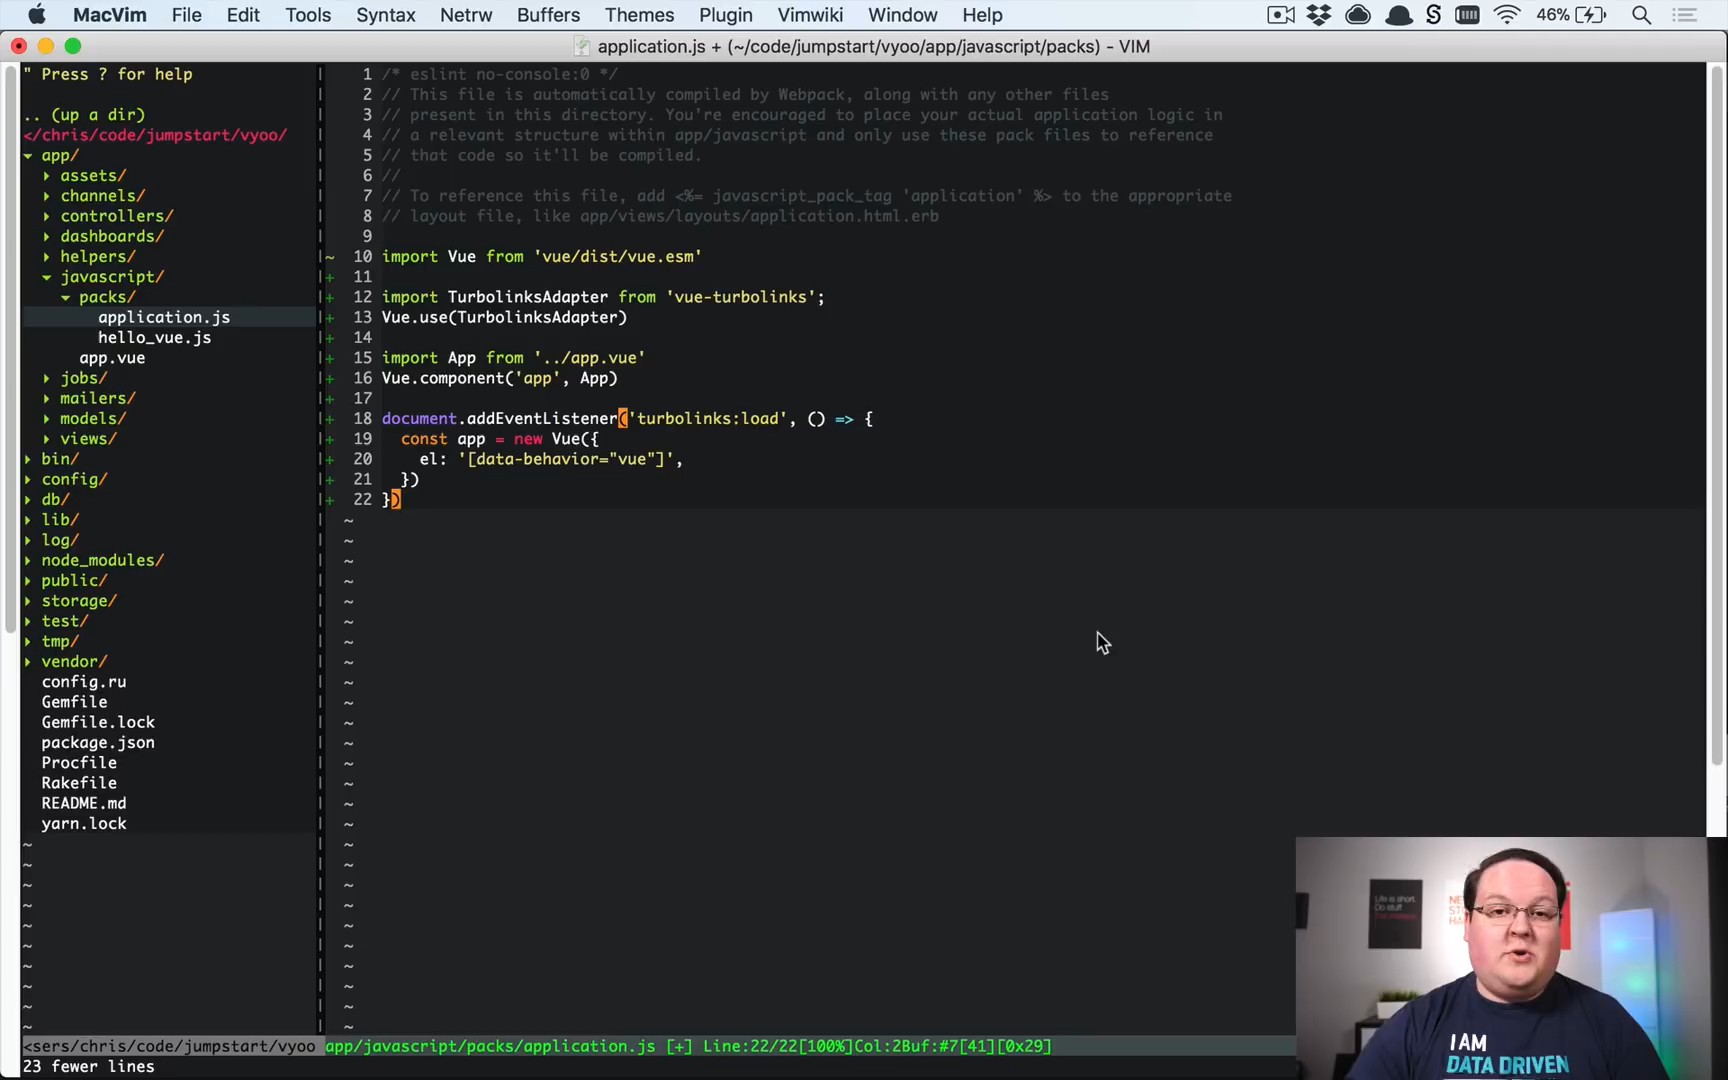 MacVim File Edit Tools Syntax Netrw Buffers Themes Plugin Vimwiki Window Help 46%
application.js + (~/code/jumpstart/vyoo/app/javascript/packs) - VIM
" Press ? for help
.. (up a dir)
</chris/code/jumpstart/vyoo/
▾ app/
▸ assets/
▸ channels/
▸ controllers/
▸ dashboards/
▸ helpers/
▾ javascript/
▾ packs/
application.js
hello_vue.js
app.vue
▸ jobs/
▸ mailers/
▸ models/
▸ views/
▸ bin/
▸ config/
▸ db/
▸ lib/
▸ log/
▸ node_modules/
▸ public/
▸ storage/
▸ test/
▸ tmp/
▸ vendor/
config.ru
Gemfile
Gemfile.lock
package.json
Procfile
Rakefile
README.md
yarn.lock
1 /* eslint no-console:0 */
2 // This file is automatically compiled by Webpack, along with any other files
3 // present in this directory. You're encouraged to place your actual application logic in
4 // a relevant structure within app/javascript and only use these pack files to reference
5 // that code so it'll be compiled.
6 //
7 // To reference this file, add <%= javascript_pack_tag 'application' %> to the appropriate
8 // layout file, like app/views/layouts/application.html.erb
9
~ 10 import Vue from 'vue/dist/vue.esm'
+ 11
+ 12 import TurbolinksAdapter from 'vue-turbolinks';
+ 13 Vue.use(TurbolinksAdapter)
+ 14
+ 15 import App from '../app.vue'
+ 16 Vue.component('app', App)
+ 17
+ 18 document.addEventListener('turbolinks:load', () => {
+ 19 const app = new Vue({
+ 20 el: '[data-behavior="vue"]',
+ 21 })
+ 22 })
<sers/chris/code/jumpstart/vyoo app/javascript/packs/application.js [+] Line:22/22[100%]Col:2Buf:#7[41][0x29]
23 fewer lines
Life is short.
Do stuff
I AM
DATA DRIVEN